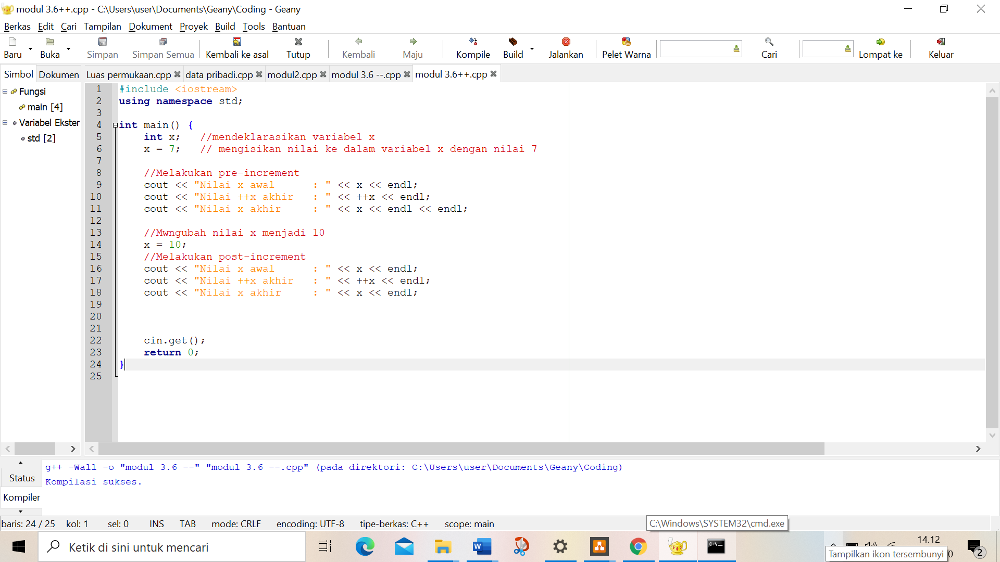 modul 3.6++.cpp - C:\Users\user\Documents\Geany\Coding - Geany
Berkas Edit Cari Tampilan Dokument Proyek Build Tools Bantuan
Baru Buka Simpan Simpan Semua Kembali ke asal Tutup Kembali Maju Kompile Build Jalankan Pelet Warna Cari Lompat ke Keluar
Simbol Dokumen Luas permukaan.cpp data pribadi.cpp modul2.cpp modul 3.6 --.cpp modul 3.6++.cpp
Fungsi
main [4]
Variabel Ekster
std [2]
1 #include <iostream>
2 using namespace std;
3
4 int main() {
5     int x;   //mendeklarasikan variabel x
6     x = 7;   // mengisikan nilai ke dalam variabel x dengan nilai 7
7
8     //Melakukan pre-increment
9     cout << "Nilai x awal      : " << x << endl;
10     cout << "Nilai ++x akhir   : " << ++x << endl;
11     cout << "Nilai x akhir     : " << x << endl << endl;
12
13     //Mwngubah nilai x menjadi 10
14     x = 10;
15     //Melakukan post-increment
16     cout << "Nilai x awal      : " << x << endl;
17     cout << "Nilai ++x akhir   : " << ++x << endl;
18     cout << "Nilai x akhir     : " << x << endl;
19
20
21
22     cin.get();
23     return 0;
24 }
25
Status
Kompiler
g++ -Wall -o "modul 3.6 --" "modul 3.6 --.cpp" (pada direktori: C:\Users\user\Documents\Geany\Coding)
Kompilasi sukses.
baris: 24 / 25 kol: 1 sel: 0 INS TAB mode: CRLF encoding: UTF-8 tipe-berkas: C++ scope: main
C:\Windows\SYSTEM32\cmd.exe
Ketik di sini untuk mencari
14.12
Tampilkan ikon tersembunyi
0
2